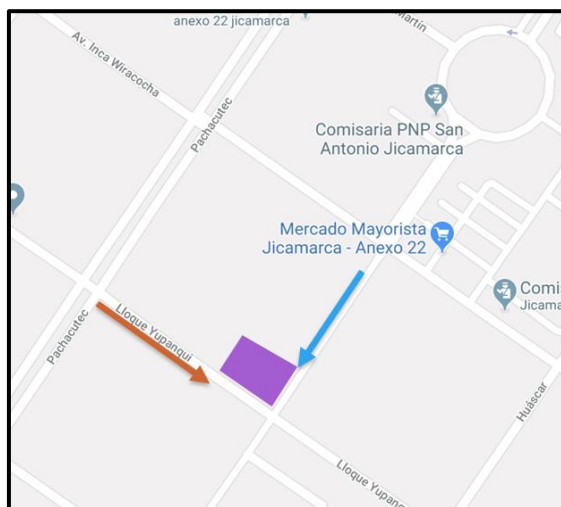 anexo 22 jicamarca
Martín
Av. Inca Wiracocha
Pachacutec
Comisaria PNP San
Antonio Jicamarca
Mercado Mayorista
Jicamarca - Anexo 22
Comis
Jicama
Lloque Yupanqui
Pachacutec
Huáscar
Lloque Yupanqu